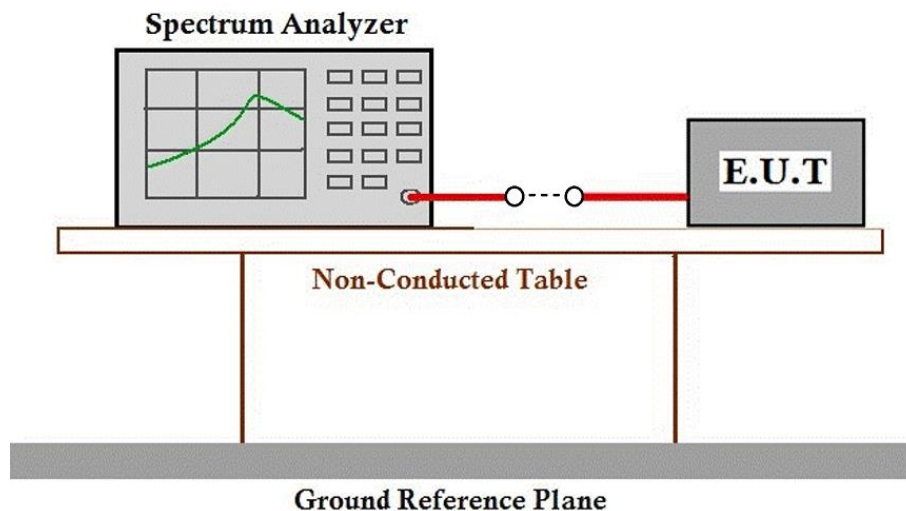 Spectrum Analyzer
E.U.T
Non-Conducted Table
Ground Reference Plane